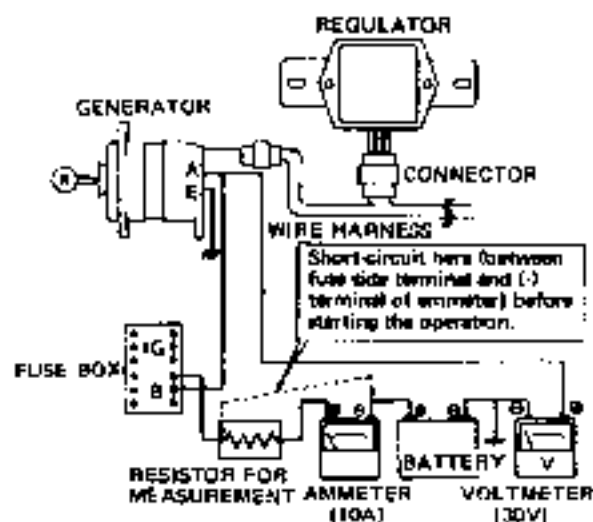 REGULATOR
GENERATOR
R
A
E
CONNECTOR
WIRE HARNESS
Short-circuit here (between
fuse side terminal and (-)
terminal of ammeter) before
starting the operation.
IG
B
FUSE BOX
RESISTOR FOR
MEASUREMENT
AMMETER
(10A)
BATTERY
V
VOLTMETER
(30V)